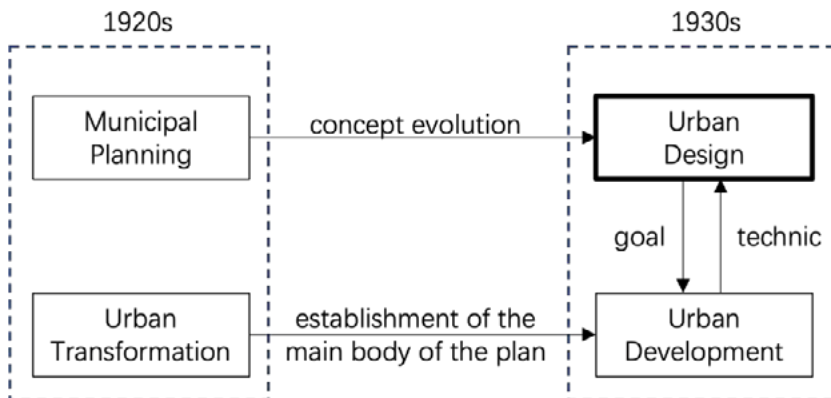 1920s
1930s
Municipal
Planning
concept evolution
Urban
Design
goal
technic
Urban
Transformation
establishment of the
main body of the plan
Urban
Development